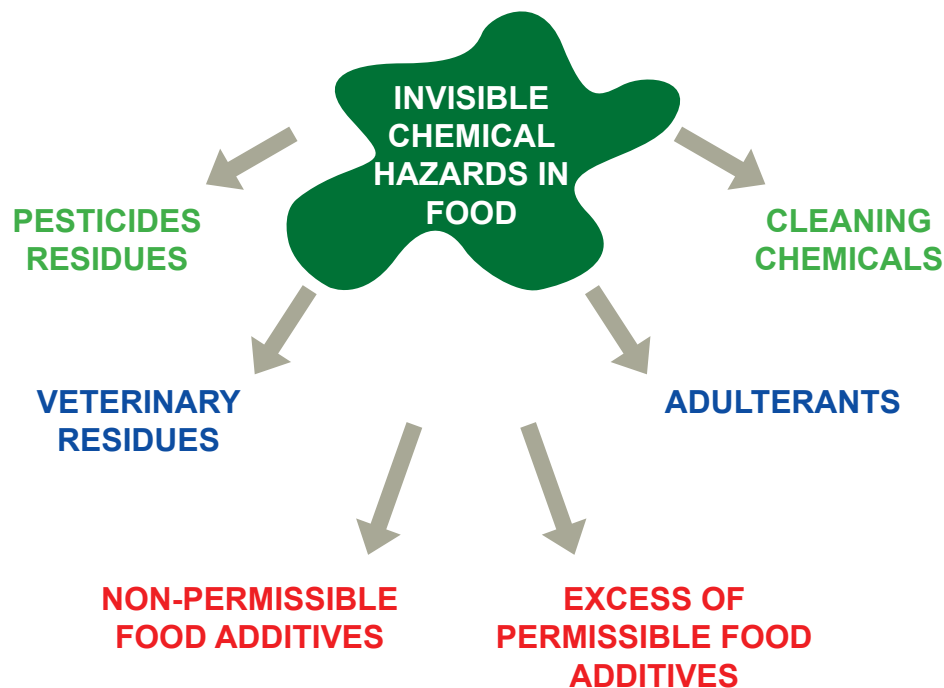 INVISIBLE
CHEMICAL
HAZARDS IN
FOOD
PESTICIDES
RESIDUES
CLEANING
CHEMICALS
VETERINARY
RESIDUES
ADULTERANTS
NON-PERMISSIBLE
FOOD ADDITIVES
EXCESS OF
PERMISSIBLE FOOD
ADDITIVES